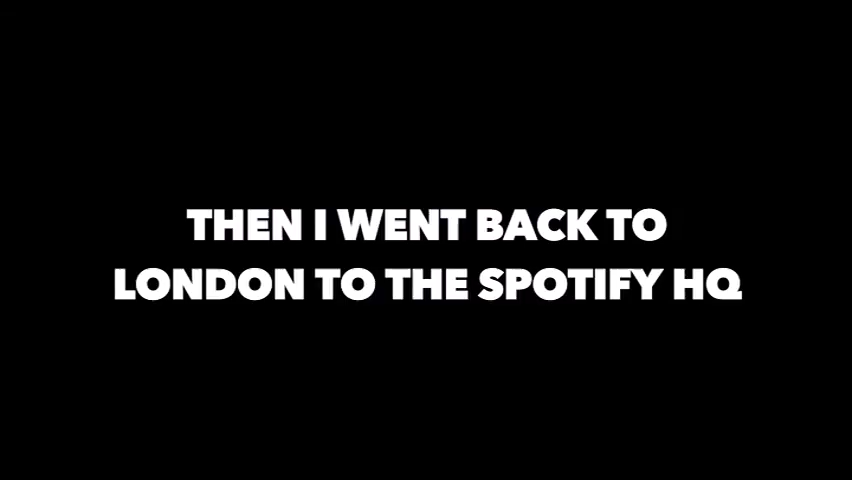 THEN I WENT BACK TO
LONDON TO THE SPOTIFY HQ